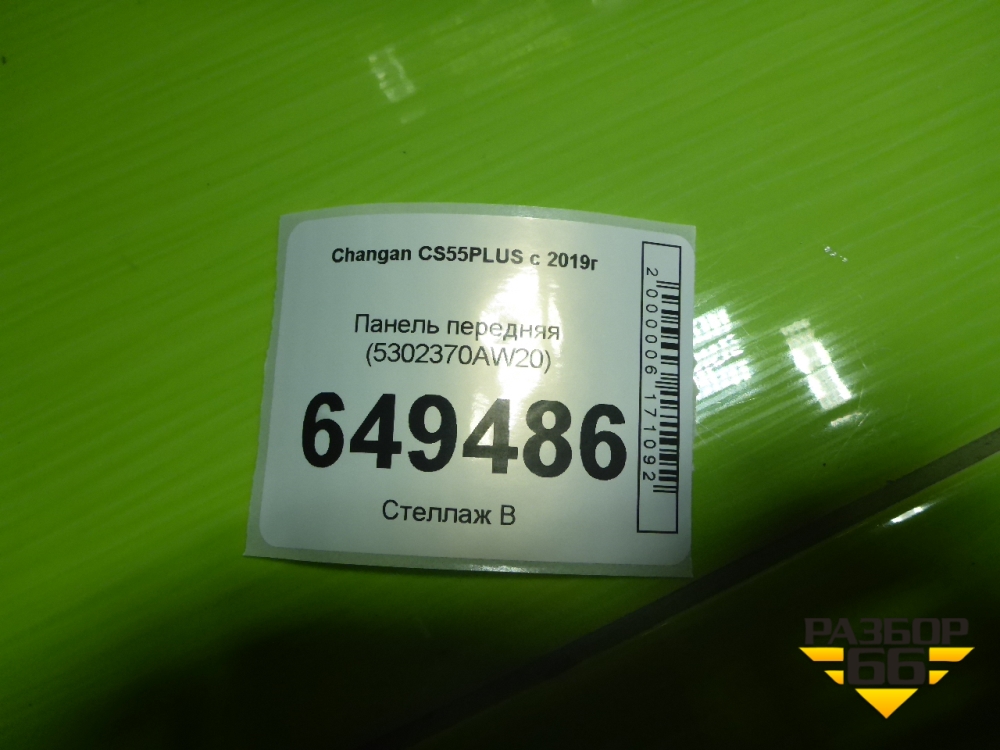 Changan CS55PLUS с 2019г
Панель передняя
(5302370AW20)
649486
Стеллаж В
2000006171092
РАЗБОР
66